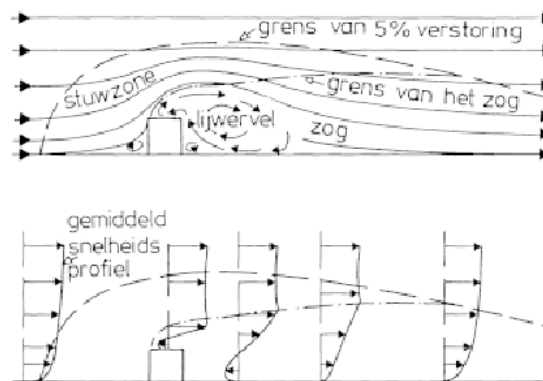 grens van 5% verstoring
stuwzone
grens van het zog
lijwervel
zog
gemiddeld
snelheids
profiel